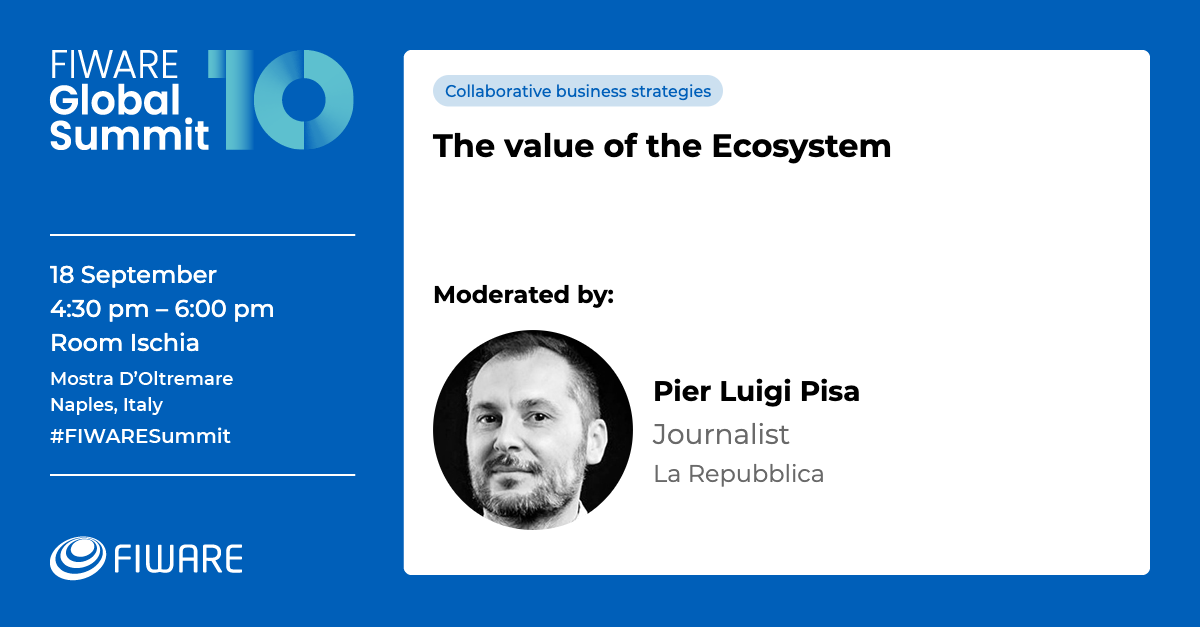 FIWARE
Global
Summit
10
18 September
4:30 pm – 6:00 pm
Room Ischia
Mostra D’Oltremare
Naples, Italy
#FIWARESummit
FIWARE
Collaborative business strategies
The value of the Ecosystem
Moderated by:
Pier Luigi Pisa
Journalist
La Repubblica